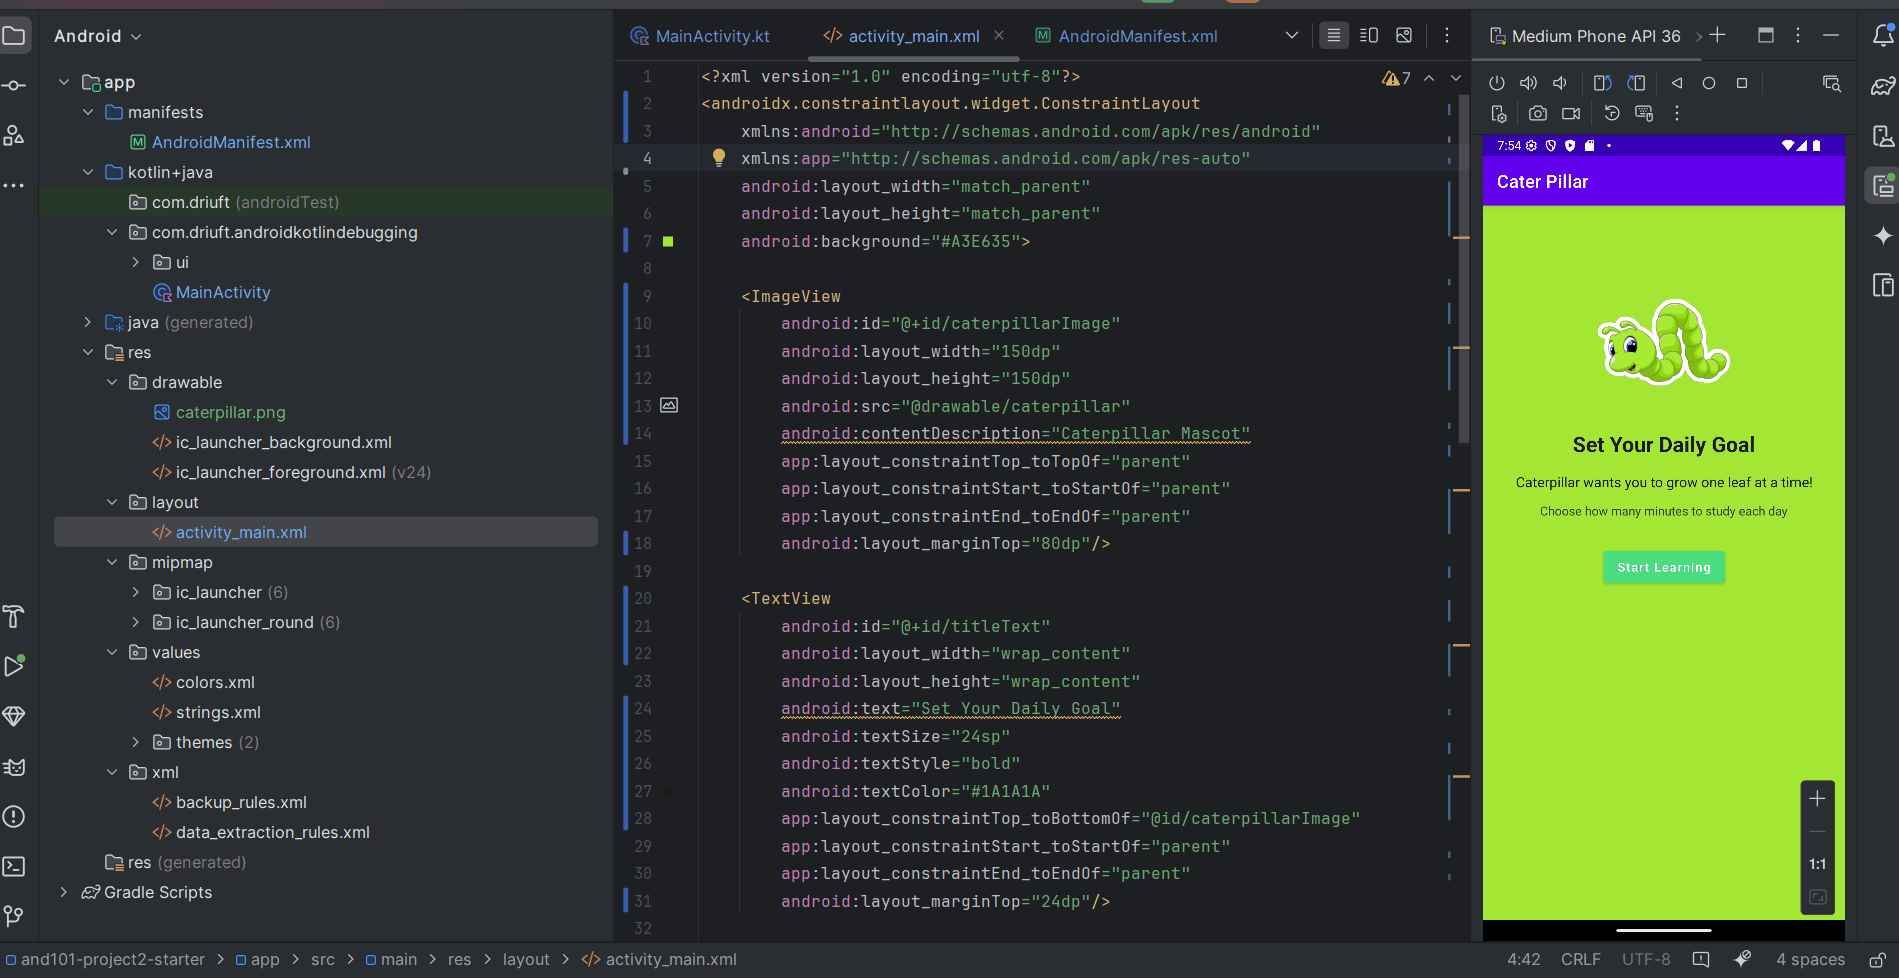 Android
app
manifests
AndroidManifest.xml
kotlin+java
com.driuft (androidTest)
com.driuft.androidkotlindebugging
ui
MainActivity
java (generated)
res
drawable
caterpillar.png
ic_launcher_background.xml
ic_launcher_foreground.xml (v24)
layout
activity_main.xml
mipmap
ic_launcher (6)
ic_launcher_round (6)
values
colors.xml
strings.xml
themes (2)
xml
backup_rules.xml
data_extraction_rules.xml
res (generated)
Gradle Scripts
MainActivity.kt activity_main.xml AndroidManifest.xml
7
1 <?xml version="1.0" encoding="utf-8"?>
2 <androidx.constraintlayout.widget.ConstraintLayout
3 xmlns:android="http://schemas.android.com/apk/res/android"
4 xmlns:app="http://schemas.android.com/apk/res-auto"
5 android:layout_width="match_parent"
6 android:layout_height="match_parent"
7 android:background="#A3E635">
8
9 <ImageView
10 android:id="@+id/caterpillarImage"
11 android:layout_width="150dp"
12 android:layout_height="150dp"
13 android:src="@drawable/caterpillar"
14 android:contentDescription="Caterpillar Mascot"
15 app:layout_constraintTop_toTopOf="parent"
16 app:layout_constraintStart_toStartOf="parent"
17 app:layout_constraintEnd_toEndOf="parent"
18 android:layout_marginTop="80dp"/>
19
20 <TextView
21 android:id="@+id/titleText"
22 android:layout_width="wrap_content"
23 android:layout_height="wrap_content"
24 android:text="Set Your Daily Goal"
25 android:textSize="24sp"
26 android:textStyle="bold"
27 android:textColor="#1A1A1A"
28 app:layout_constraintTop_toBottomOf="@id/caterpillarImage"
29 app:layout_constraintStart_toStartOf="parent"
30 app:layout_constraintEnd_toEndOf="parent"
31 android:layout_marginTop="24dp"/>
32
Medium Phone API 36
7:54
Cater Pillar
Set Your Daily Goal
Caterpillar wants you to grow one leaf at a time!
Choose how many minutes to study each day
Start Learning
1:1
and101-project2-starter > app > src > main > res > layout > activity_main.xml
4:42 CRLF UTF-8 4 spaces